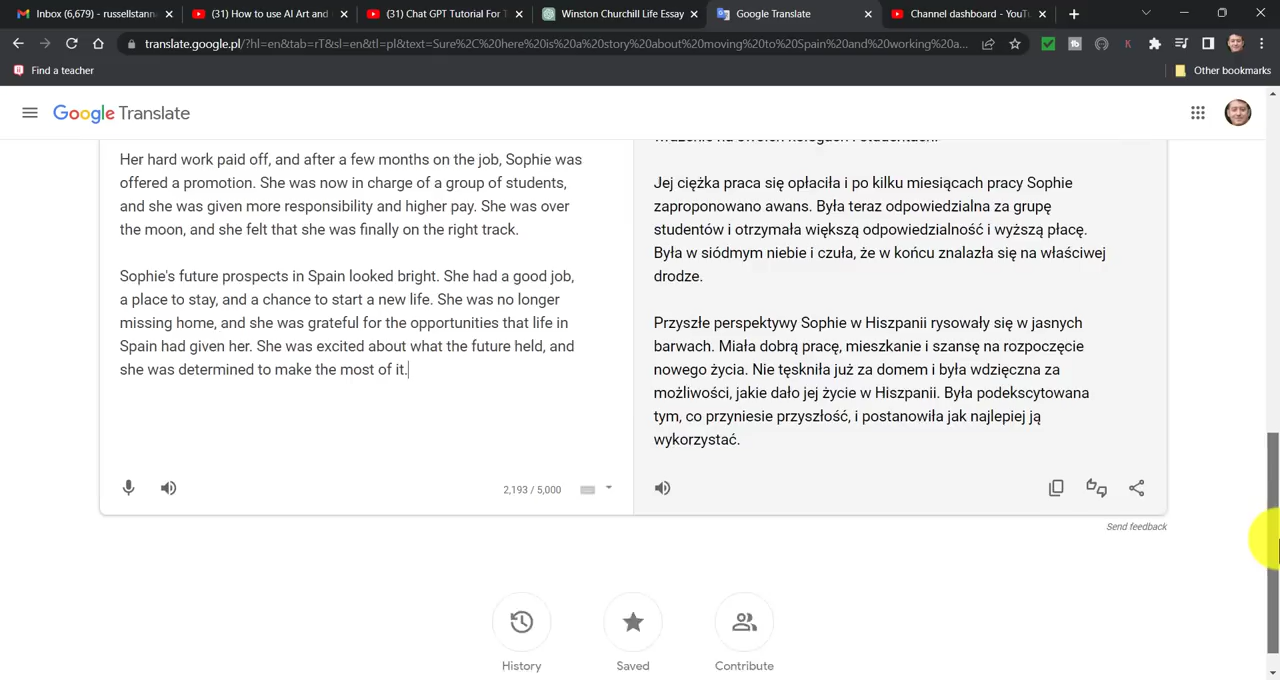 Inbox (6,679) - russellstann
(31) How to use AI Art and
(31) Chat GPT Tutorial For
Winston Churchill Life Essay
Google Translate
Channel dashboard - YouTu
translate.google.pl/?hl=en&tab=rT&sl=en&tl=pl&text=Sure%2C%20here%20is%20a%20story%20about%20moving%20to%20Spain%20and%20working%20a...
Find a teacher
Other bookmarks
Google Translate
Her hard work paid off, and after a few months on the job, Sophie was
offered a promotion. She was now in charge of a group of students,
and she was given more responsibility and higher pay. She was over
the moon, and she felt that she was finally on the right track.
Sophie's future prospects in Spain looked bright. She had a good job,
a place to stay, and a chance to start a new life. She was no longer
missing home, and she was grateful for the opportunities that life in
Spain had given her. She was excited about what the future held, and
she was determined to make the most of it.
2,193 / 5,000
Jej ciężka praca się opłaciła i po kilku miesiącach pracy Sophie
zaproponowano awans. Była teraz odpowiedzialna za grupę
studentów i otrzymała większą odpowiedzialność i wyższą płacę.
Była w siódmym niebie i czuła, że w końcu znalazła się na właściwej
drodze.
Przyszłe perspektywy Sophie w Hiszpanii rysowały się w jasnych
barwach. Miała dobrą pracę, mieszkanie i szansę na rozpoczęcie
nowego życia. Nie tęskniła już za domem i była wdzięczna za
możliwości, jakie dało jej życie w Hiszpanii. Była podekscytowana
tym, co przyniesie przyszłość, i postanowiła jak najlepiej ją
wykorzystać.
Send feedback
History
Saved
Contribute